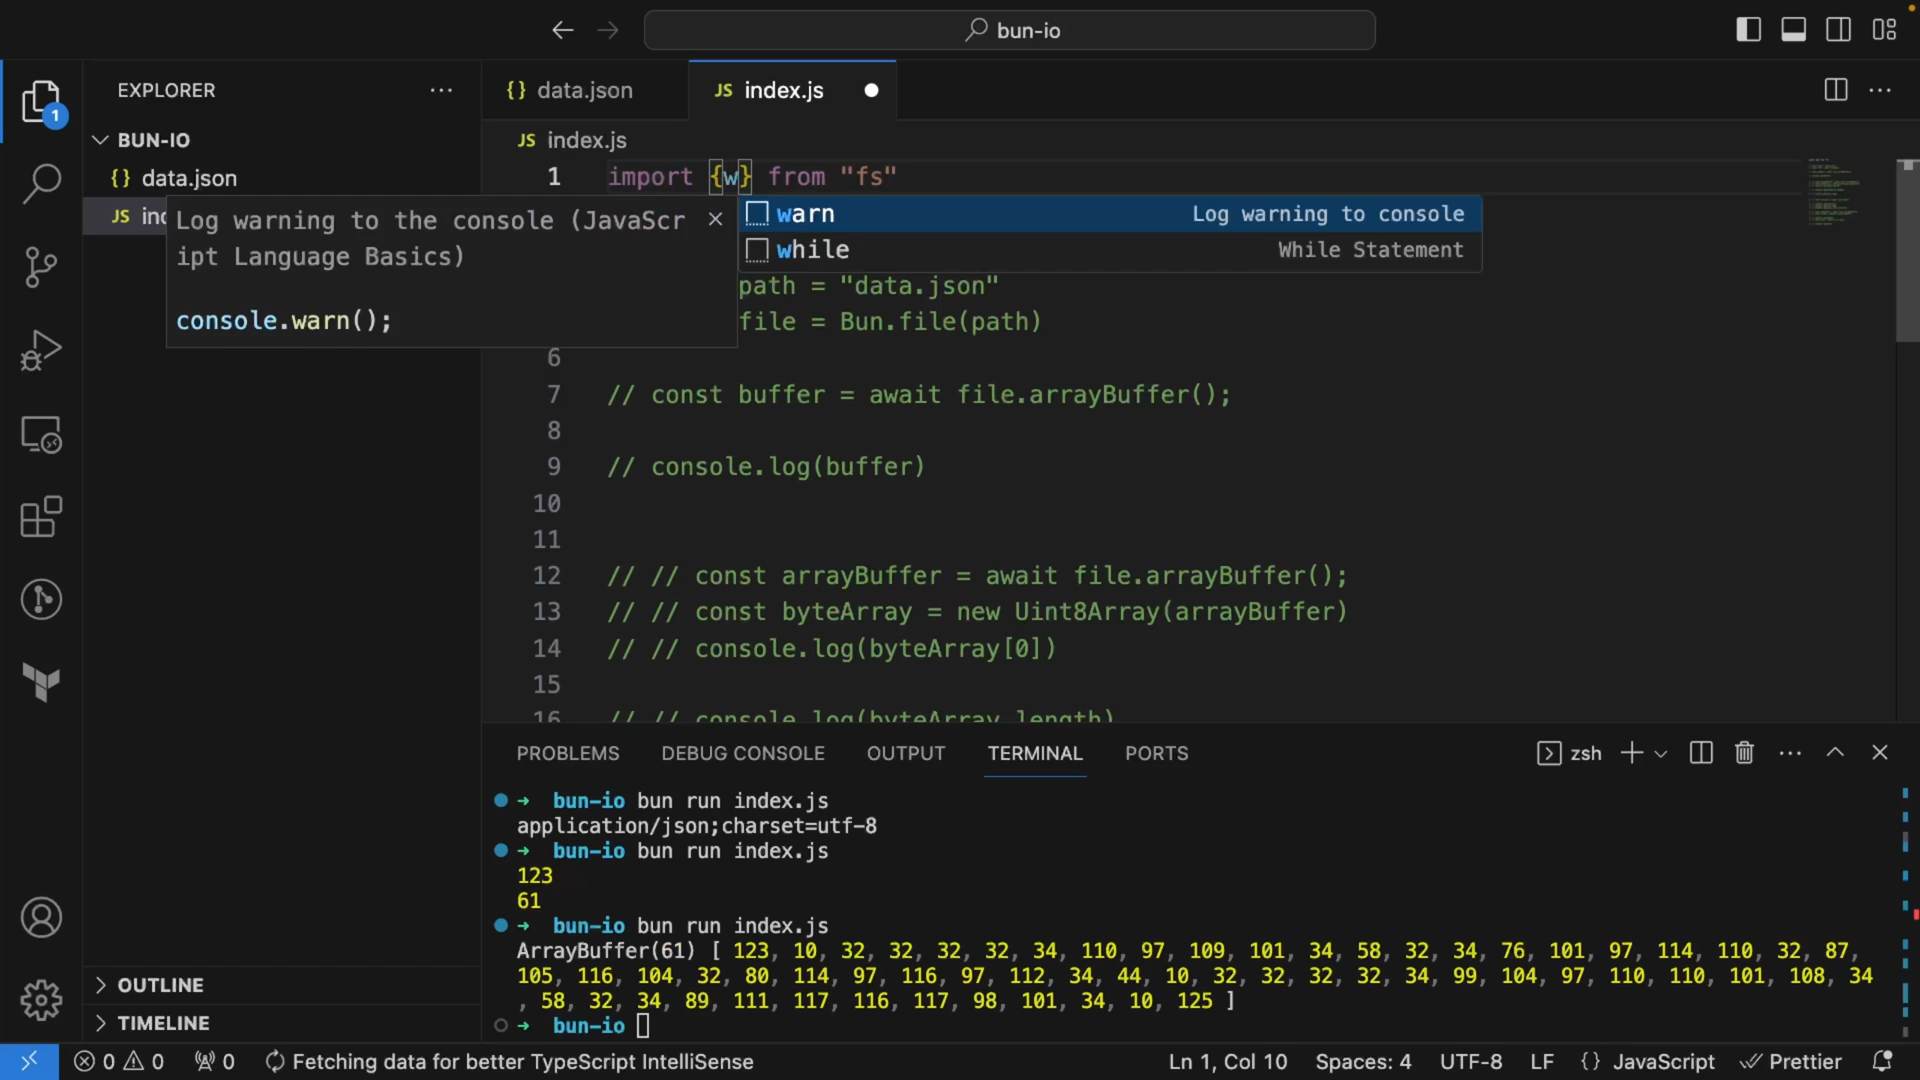 bun-io
EXPLORER
BUN-IO
{} data.json
JS inc
{} data.json
JS index.js
JS index.js
1 import {w} from "fs"
Log warning to the console (JavaScr
ipt Language Basics)
console.warn();
warn Log warning to console
while While Statement
path = "data.json"
file = Bun.file(path)
6
7 // const buffer = await file.arrayBuffer();
8
9 // console.log(buffer)
10
11
12 // // const arrayBuffer = await file.arrayBuffer();
13 // // const byteArray = new Uint8Array(arrayBuffer)
14 // // console.log(byteArray[0])
15
16 // // console.log(byteArray.length)
PROBLEMS DEBUG CONSOLE OUTPUT TERMINAL PORTS
zsh
➜ bun-io bun run index.js
application/json;charset=utf-8
➜ bun-io bun run index.js
123
61
➜ bun-io bun run index.js
ArrayBuffer(61) [ 123, 10, 32, 32, 32, 32, 34, 110, 97, 109, 101, 34, 58, 32, 34, 76, 101, 97, 114, 110, 32, 87,
105, 116, 104, 32, 80, 114, 97, 116, 97, 112, 34, 44, 10, 32, 32, 32, 32, 34, 99, 104, 97, 110, 110, 101, 108, 34
, 58, 32, 34, 89, 111, 117, 116, 117, 98, 101, 34, 10, 125 ]
➜ bun-io
OUTLINE
TIMELINE
1
0 0 0 Fetching data for better TypeScript IntelliSense
Ln 1, Col 10 Spaces: 4 UTF-8 LF {} JavaScript Prettier